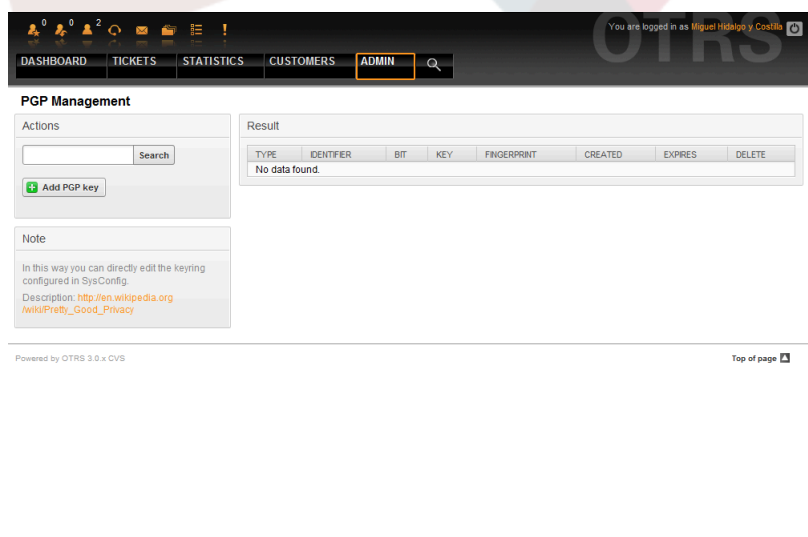 0 0 2
You are logged in as Miguel Hidalgo y Costilla
OTRS
DASHBOARD TICKETS STATISTICS CUSTOMERS ADMIN
PGP Management
Actions
Search
Add PGP key
Note
In this way you can directly edit the keyring
configured in SysConfig.
Description: http://en.wikipedia.org
/wiki/Pretty_Good_Privacy
Result
TYPE IDENTIFIER BIT KEY FINGERPRINT CREATED EXPIRES DELETE
No data found.
Powered by OTRS 3.0.x CVS
Top of page